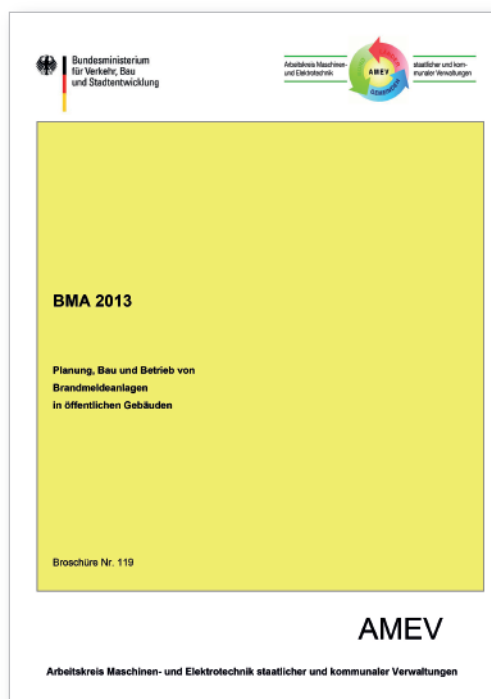 Bundesministerium
für Verkehr, Bau
und Stadtentwicklung
Arbeitskreis Maschinen-
und Elektrotechnik
AMEV
staatlicher und kom-
munaler Verwaltungen
GEMEINDEN
BMA 2013
Planung, Bau und Betrieb von
Brandmeldeanlagen
in öffentlichen Gebäuden
Broschüre Nr. 119
AMEV
Arbeitskreis Maschinen- und Elektrotechnik staatlicher und kommunaler Verwaltungen